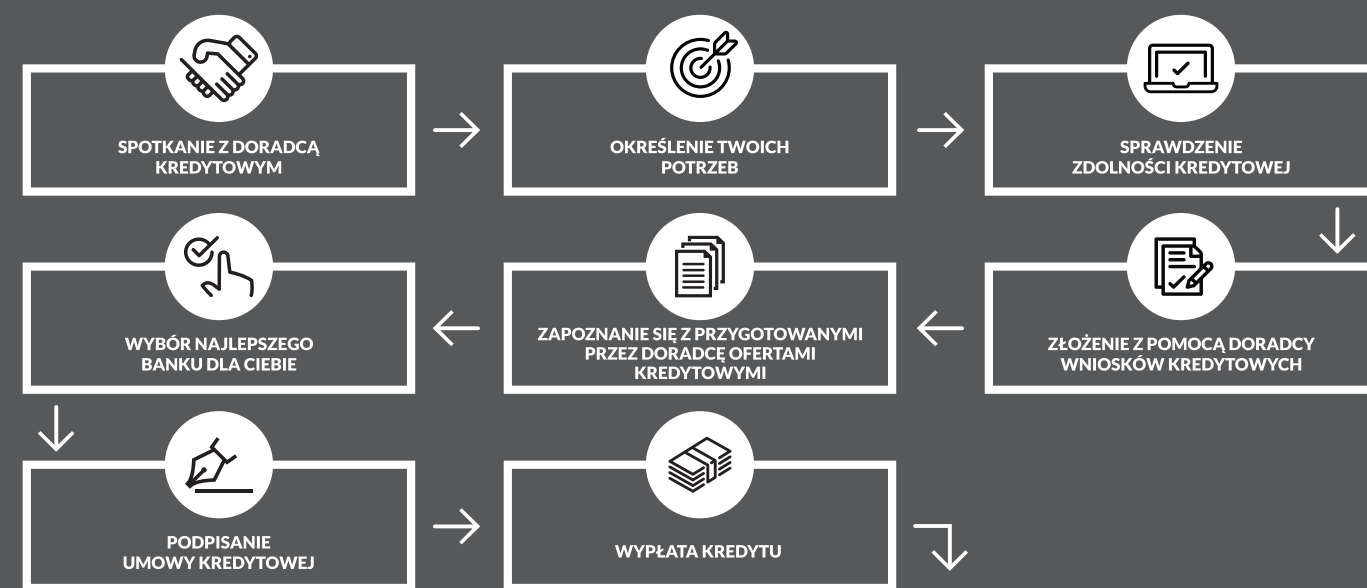 SPOTKANIE Z DORADCĄ
KREDYTOWYM
OKREŚLENIE TWOICH
POTRZEB
SPRAWDZENIE
ZDOLNOŚCI KREDYTOWEJ
ZŁOŻENIE Z POMOCĄ DORADCY
WNIOSKÓW KREDYTOWYCH
ZAPOZNANIE SIĘ Z PRZYGOTOWANYMI
PRZEZ DORADCĘ OFERTAMI
KREDYTOWYMI
WYBÓR NAJLEPSZEGO
BANKU DLA CIEBIE
PODPISANIE
UMOWY KREDYTOWEJ
WYPŁATA KREDYTU